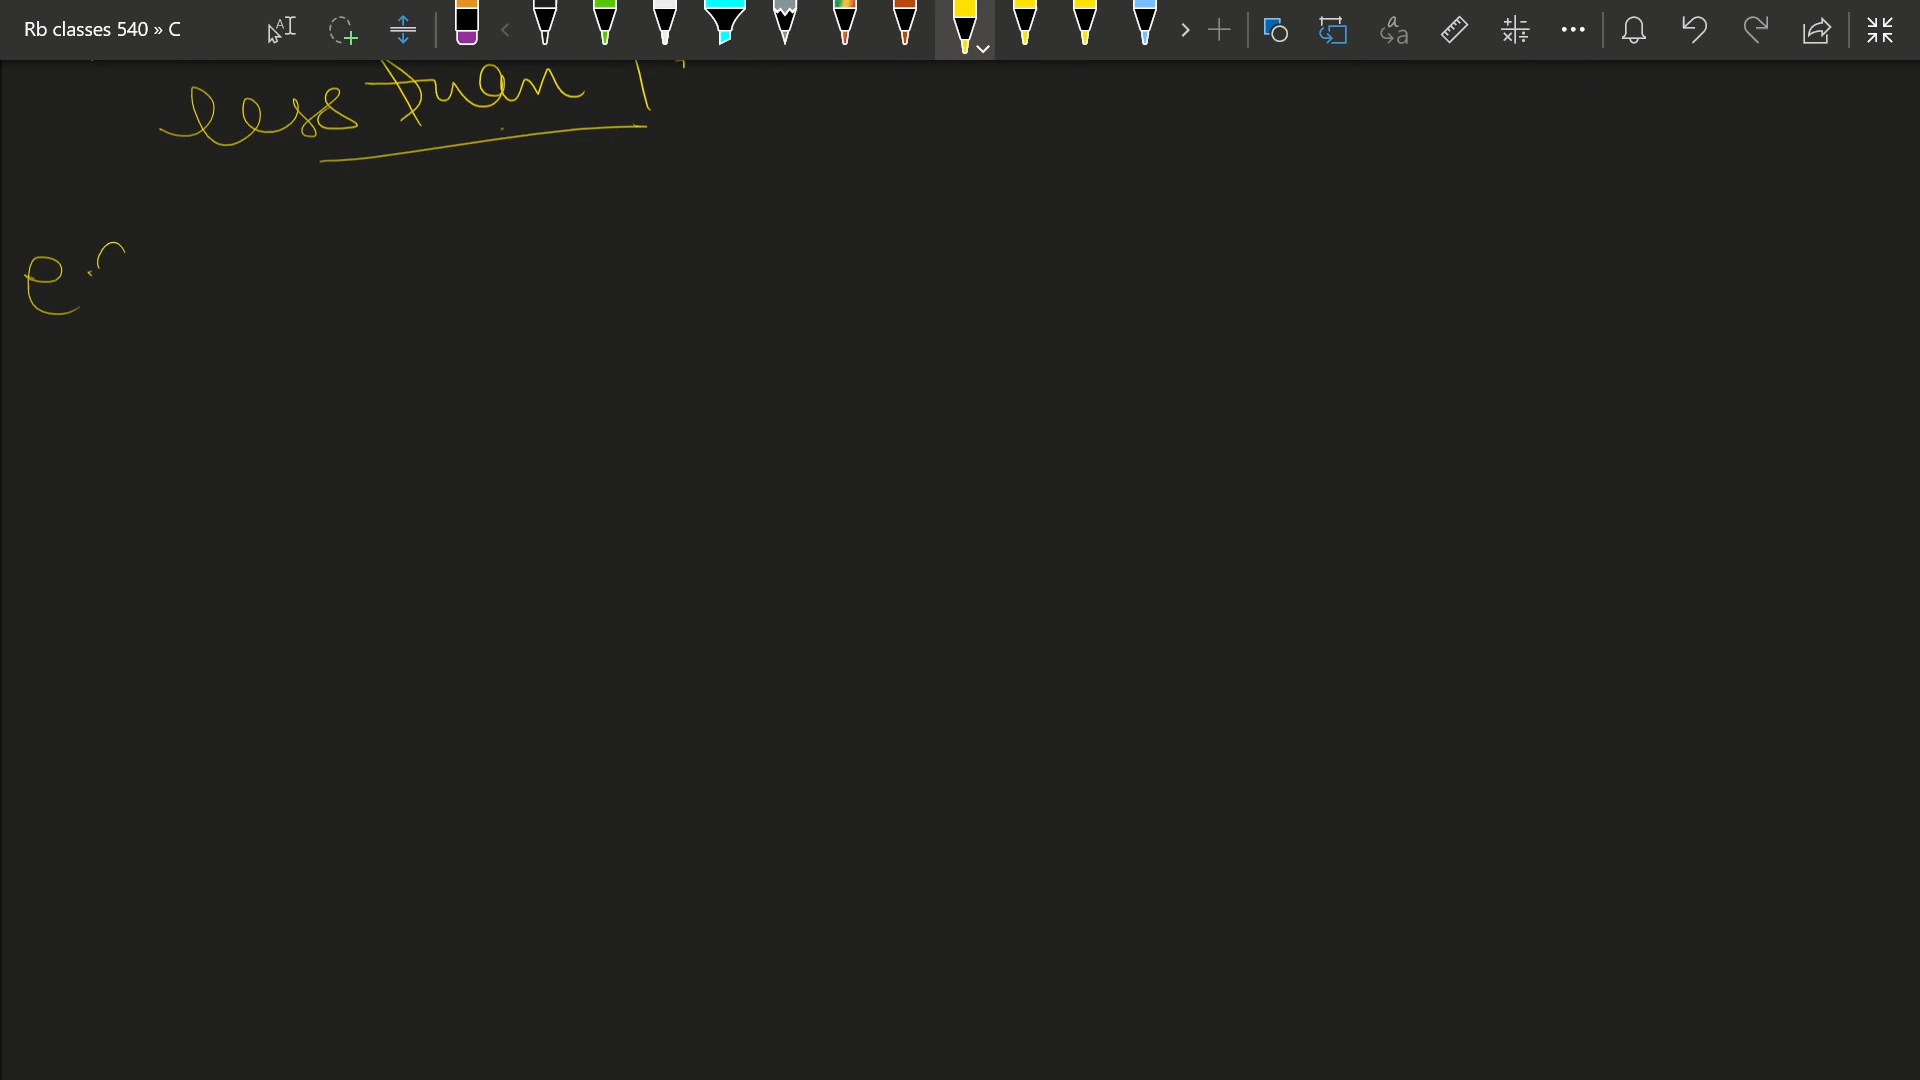 Rb classes 540 » C
less than 1
e.